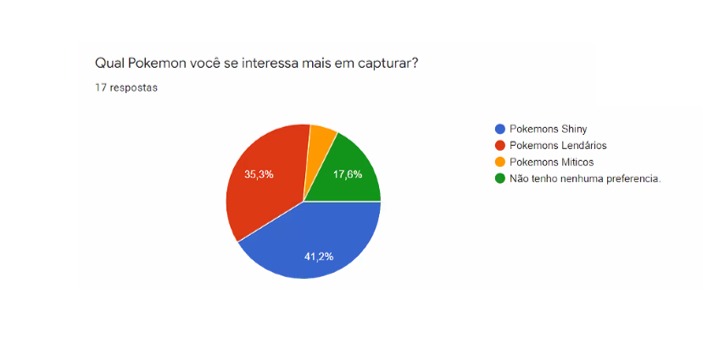 Qual Pokemon você se interessa mais em capturar?
17 respostas
Pokemons Shiny
Pokemons Lendários
Pokemons Miticos
Não tenho nenhuma preferencia.
35,3%
17,6%
41,2%